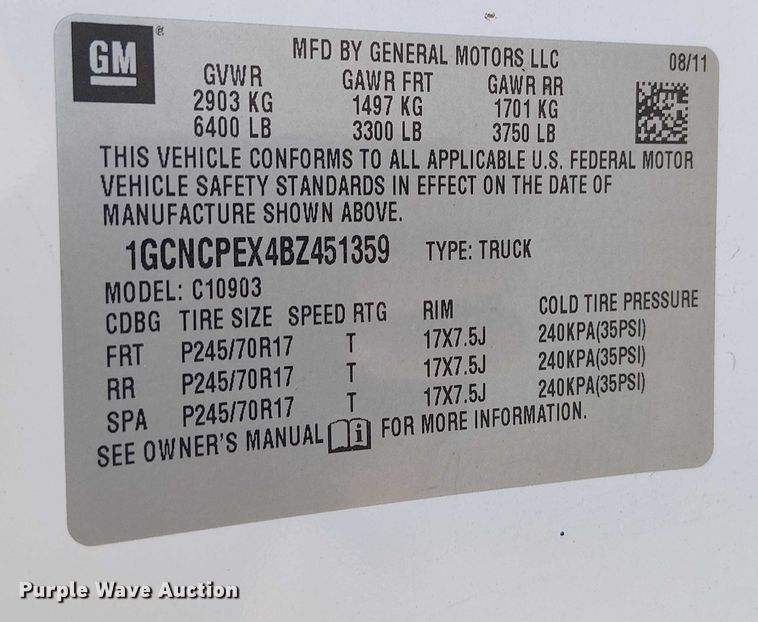 GM
MFD BY GENERAL MOTORS LLC 08/11
GVWR GAWR FRT GAWR RR
2903 KG 1497 KG 1701 KG
6400 LB 3300 LB 3750 LB
THIS VEHICLE CONFORMS TO ALL APPLICABLE U.S. FEDERAL MOTOR
VEHICLE SAFETY STANDARDS IN EFFECT ON THE DATE OF
MANUFACTURE SHOWN ABOVE.
1GCNCPEX4BZ451359 TYPE: TRUCK
MODEL: C10903
CDBG TIRE SIZE SPEED RTG RIM COLD TIRE PRESSURE
FRT P245/70R17 T 17X7.5J 240KPA(35PSI)
RR P245/70R17 T 17X7.5J 240KPA(35PSI)
SPA P245/70R17 T 17X7.5J 240KPA(35PSI)
SEE OWNER'S MANUAL i FOR MORE INFORMATION.
Purple Wave Auction